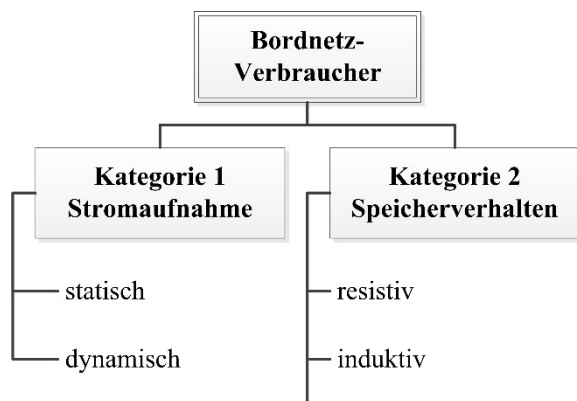 Bordnetz-
Verbraucher
Kategorie 1
Stromaufnahme
statisch
dynamisch
Kategorie 2
Speicherverhalten
resistiv
induktiv